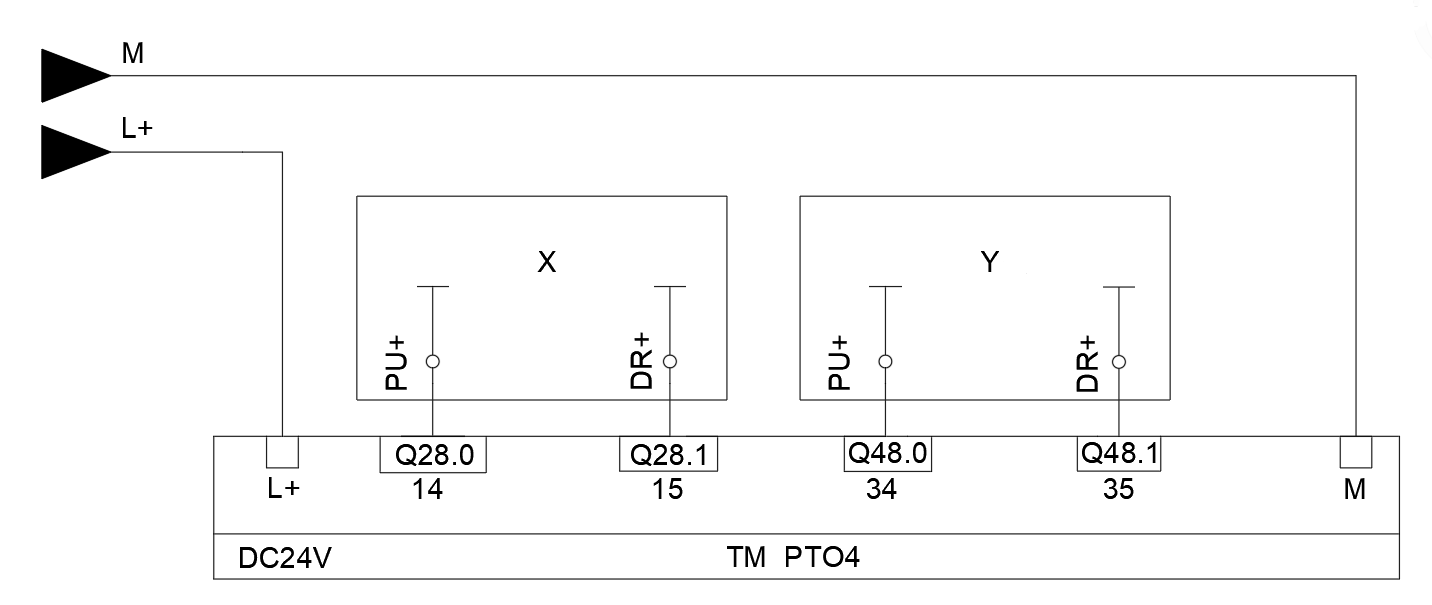 M
L+
X
Y
PU+
DR+
PU+
DR+
Q28.0
Q28.1
Q48.0
Q48.1
L+
14
15
34
35
M
DC24V
TM PTO4